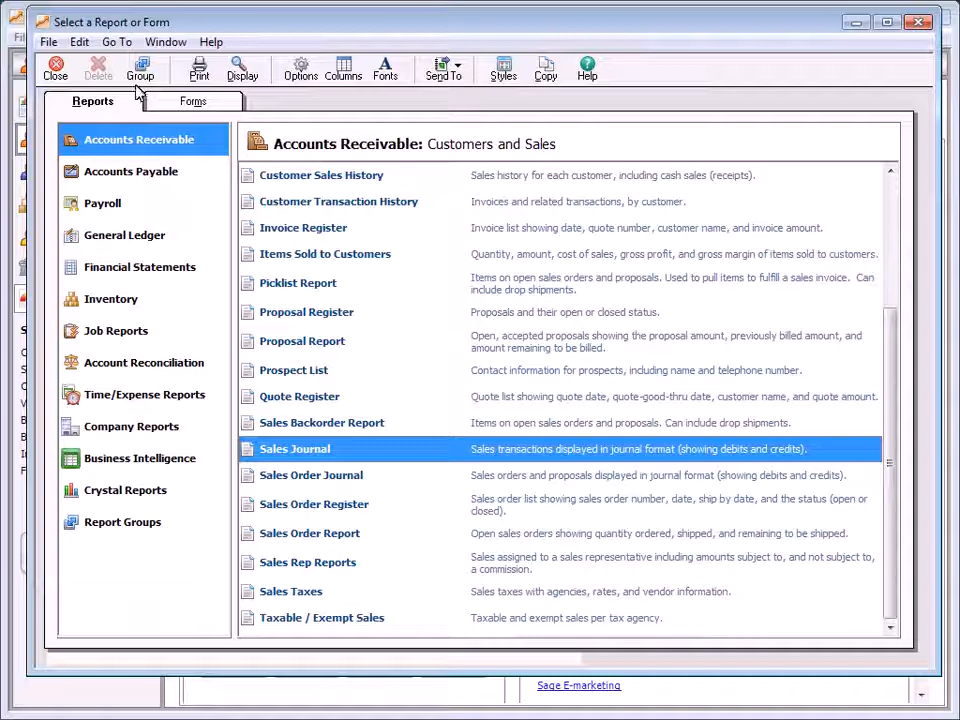 Select a Report or Form
File Edit Go To Window Help
Close Delete Group Print Display Options Columns Fonts Send To Styles Copy Help
Reports Forms
Accounts Receivable
Accounts Payable
Payroll
General Ledger
Financial Statements
Inventory
Job Reports
Account Reconciliation
Time/Expense Reports
Company Reports
Business Intelligence
Crystal Reports
Report Groups
Accounts Receivable: Customers and Sales
Customer Sales History Sales history for each customer, including cash sales (receipts).
Customer Transaction History Invoices and related transactions, by customer.
Invoice Register Invoice list showing date, quote number, customer name, and invoice amount.
Items Sold to Customers Quantity, amount, cost of sales, gross profit, and gross margin of items sold to customers.
Picklist Report Items on open sales orders and proposals. Used to pull items to fulfill a sales invoice. Can
include drop shipments.
Proposal Register Proposals and their open or closed status.
Proposal Report Open, accepted proposals showing the proposal amount, previously billed amount, and
amount remaining to be billed.
Prospect List Contact information for prospects, including name and telephone number.
Quote Register Quote list showing quote date, quote-good-thru date, customer name, and quote amount.
Sales Backorder Report Items on open sales orders and proposals. Can include drop shipments.
Sales Journal Sales transactions displayed in journal format (showing debits and credits).
Sales Order Journal Sales orders and proposals displayed in journal format (showing debits and credits).
Sales Order Register Sales order list showing sales order number, date, ship by date, and the status (open or
closed).
Sales Order Report Open sales orders showing quantity ordered, shipped, and remaining to be shipped.
Sales Rep Reports Sales assigned to a sales representative including amounts subject to, and not subject to,
a commission.
Sales Taxes Sales taxes with agencies, rates, and vendor information.
Taxable / Exempt Sales Taxable and exempt sales per tax agency.
Sage E-marketing